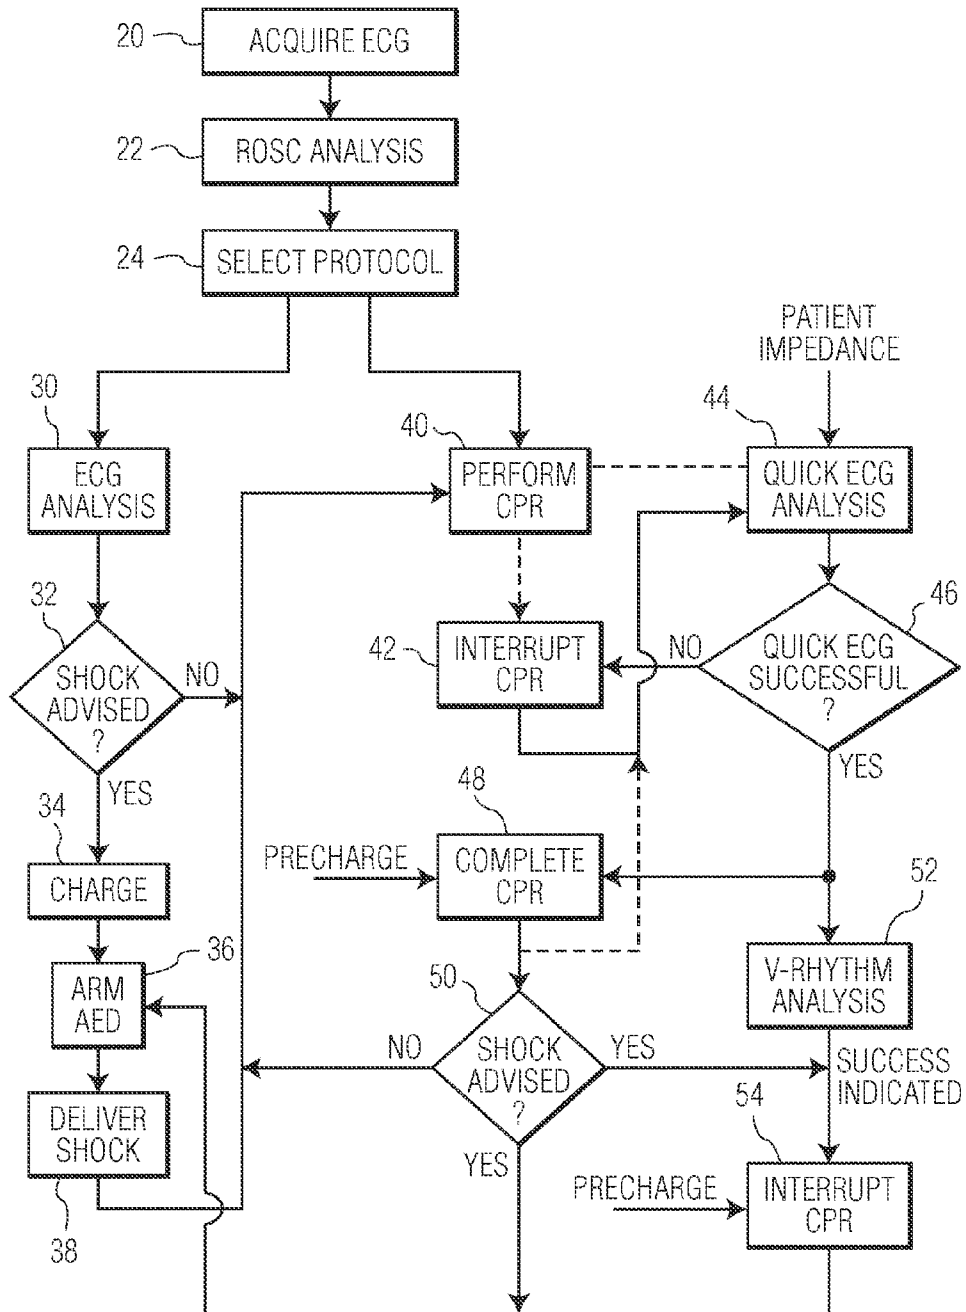 20
ACQUIRE ECG
22
ROSC ANALYSIS
24
SELECT PROTOCOL
PATIENT
IMPEDANCE
30
ECG
ANALYSIS
40
PERFORM
CPR
44
QUICK ECG
ANALYSIS
32
SHOCK
ADVISED
?
NO
YES
42
INTERRUPT
CPR
NO
46
QUICK ECG
SUCCESSFUL
?
YES
34
CHARGE
PRECHARGE
48
COMPLETE
CPR
36
ARM
AED
52
V-RHYTHM
ANALYSIS
50
SHOCK
ADVISED
?
NO
YES
YES
SUCCESS
INDICATED
DELIVER
SHOCK
38
54
PRECHARGE
INTERRUPT
CPR